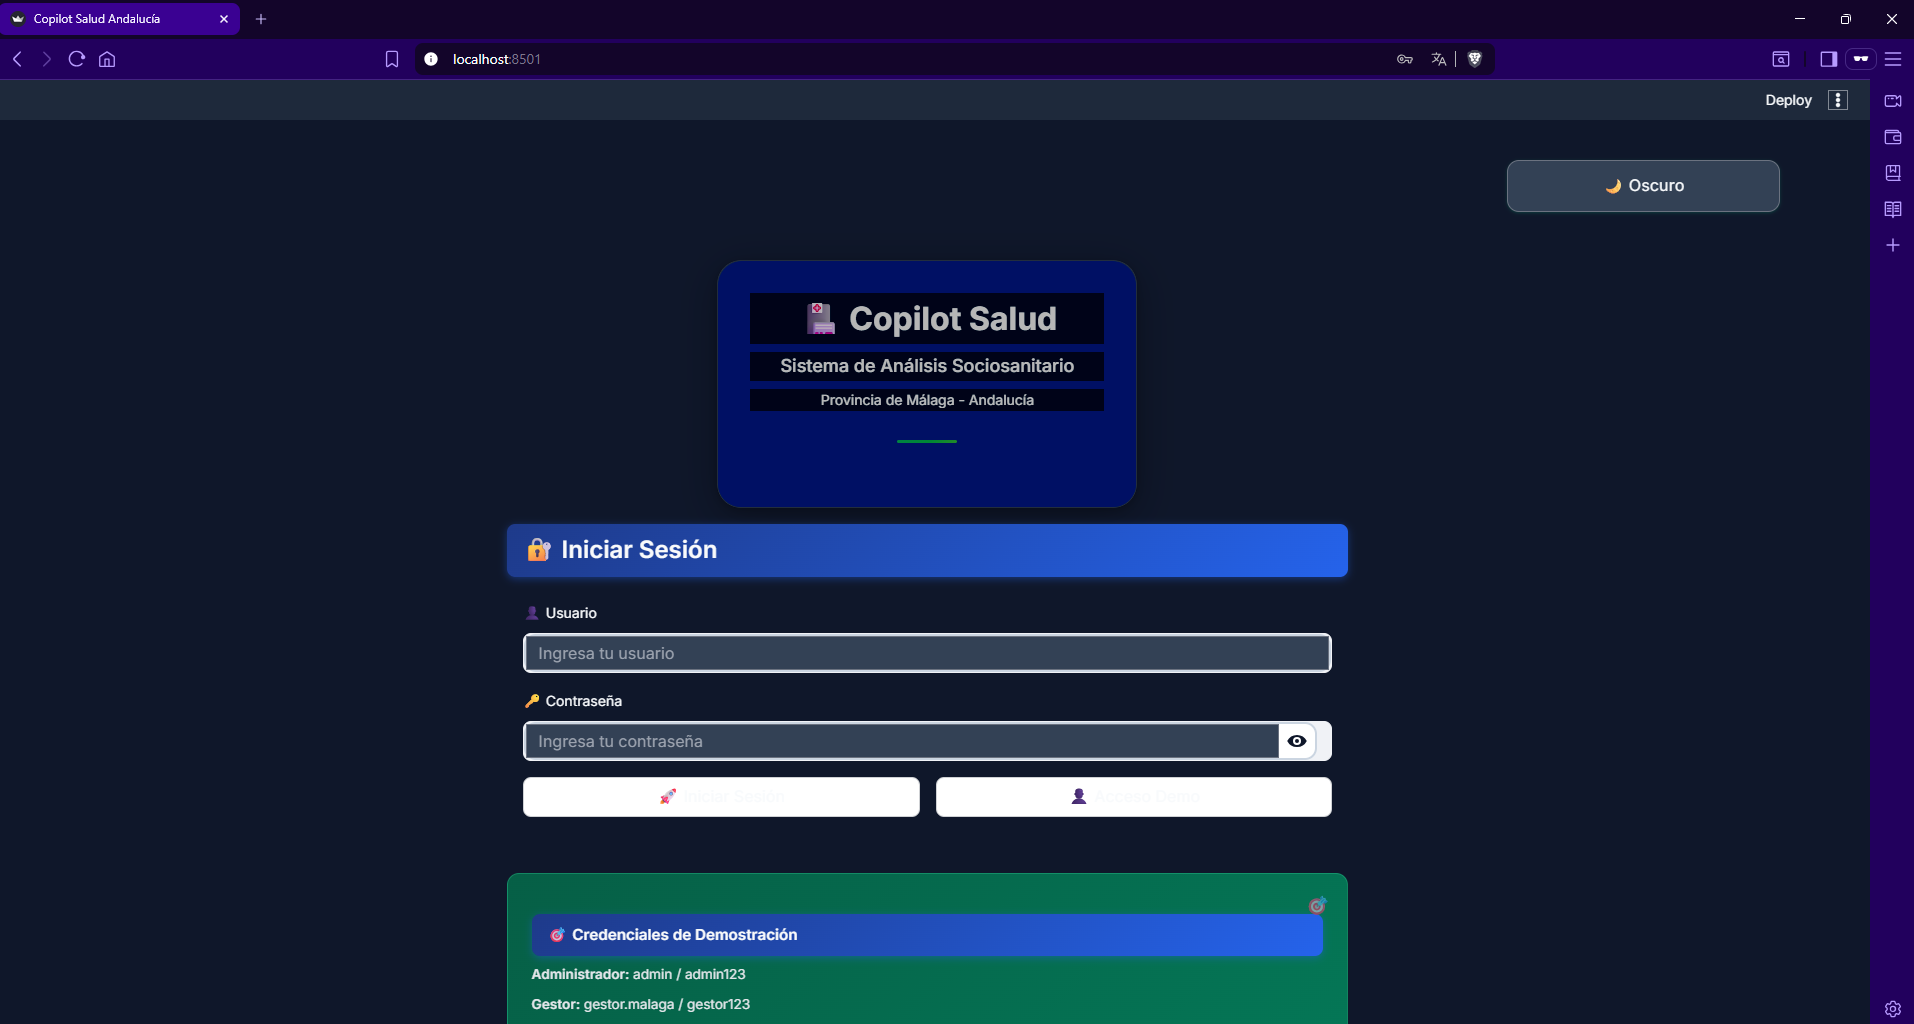 Copilot Salud Andalucía
localhost:8501
Deploy
🌙 Oscuro
🏥 Copilot Salud
Sistema de Análisis Sociosanitario
Provincia de Málaga - Andalucía
🔐 Iniciar Sesión
👤 Usuario
Ingresa tu usuario
🔑 Contraseña
Ingresa tu contraseña
🚀 Iniciar Sesión
👤 Acceso Demo
🎯 Credenciales de Demostración
Administrador: admin / admin123
Gestor: gestor.malaga / gestor123